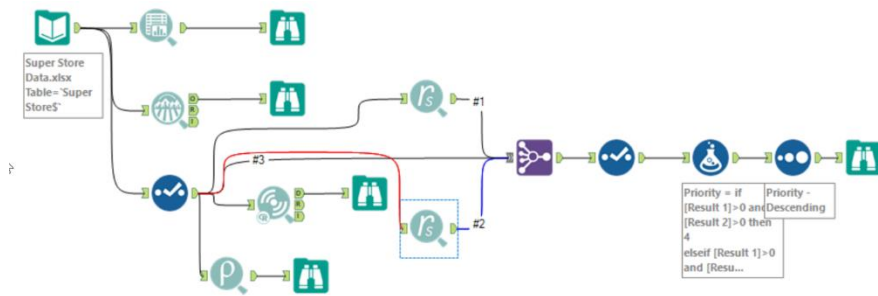 Super Store
Data.xlsx
Table=`Super
Store$`
#1
#3
#2
Priority = if
[Result 1]>0 and
[Result 2]>0 then
4
elseif [Result 1]>0
and [Resu...
Priority -
Descending